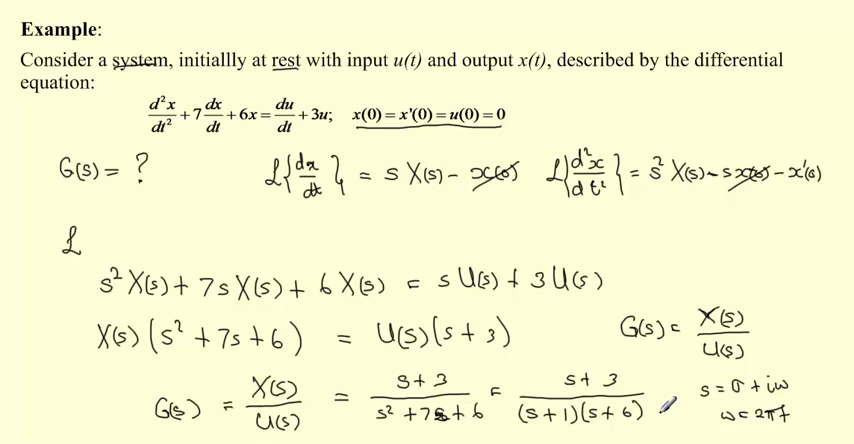 Example:
Consider a system, initiallly at rest with input u(t) and output x(t), described by the differential
equation:
d²x/dt² + 7 dx/dt + 6x = du/dt + 3u; x(0) = x'(0) = u(0) = 0
G(s) = ? ℒ{dx/dt} = s X(s) - x(0) ℒ{d²x/dt²} = s² X(s) - s x(0) - x'(0)
ℒ
s² X(s) + 7s X(s) + 6 X(s) = s U(s) + 3 U(s)
X(s) (s² + 7s + 6) = U(s) (s + 3) G(s) = X(s)/U(s)
G(s) = X(s)/U(s) = s + 3/s² + 7s + 6 = s + 3/(s + 1)(s + 6) s = σ + iω
ω = 2πf